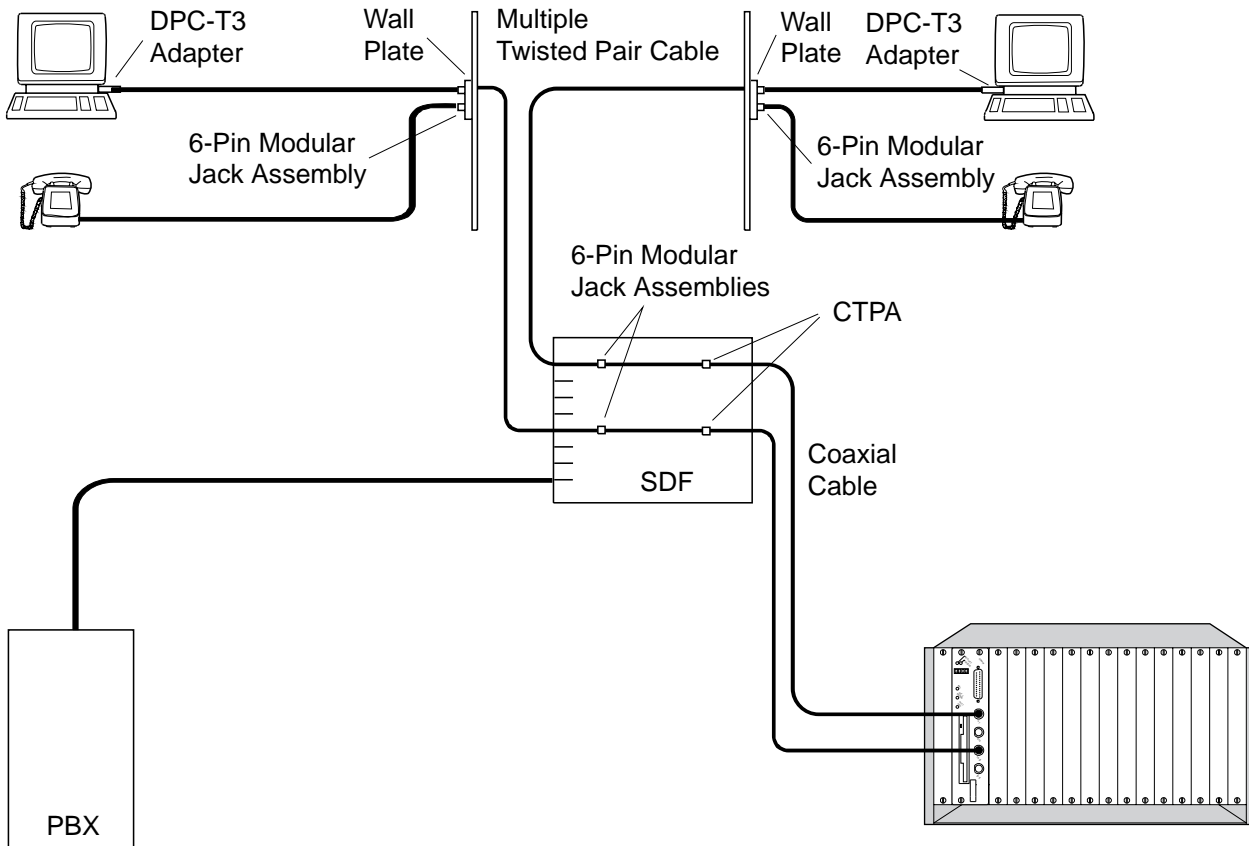 DPC-T3
Adapter
Wall
Plate
Multiple
Twisted Pair Cable
Wall
Plate
DPC-T3
Adapter
6-Pin Modular
Jack Assembly
6-Pin Modular
Jack Assembly
6-Pin Modular
Jack Assemblies
CTPA
Coaxial
Cable
SDF
PBX